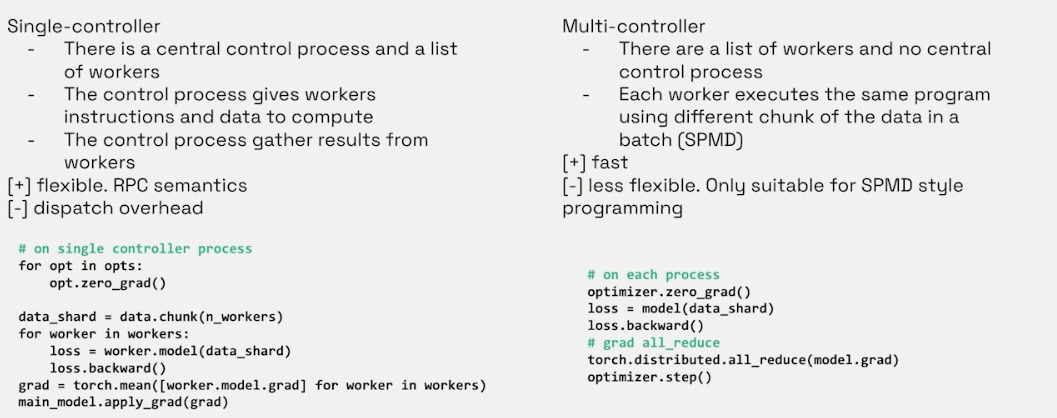 Single-controller
- There is a central control process and a list
of workers
- The control process gives workers
instructions and data to compute
- The control process gather results from
workers
[+] flexible. RPC semantics
[-] dispatch overhead
# on single controller process
for opt in opts:
    opt.zero_grad()
data_shard = data.chunk(n_workers)
for worker in workers:
    loss = worker.model(data_shard)
    loss.backward()
grad = torch.mean([worker.model.grad] for worker in workers)
main_model.apply_grad(grad)
Multi-controller
- There are a list of workers and no central
control process
- Each worker executes the same program
using different chunk of the data in a
batch (SPMD)
[+] fast
[-] less flexible. Only suitable for SPMD style
programming
# on each process
optimizer.zero_grad()
loss = model(data_shard)
loss.backward()
# grad all_reduce
torch.distributed.all_reduce(model.grad)
optimizer.step()